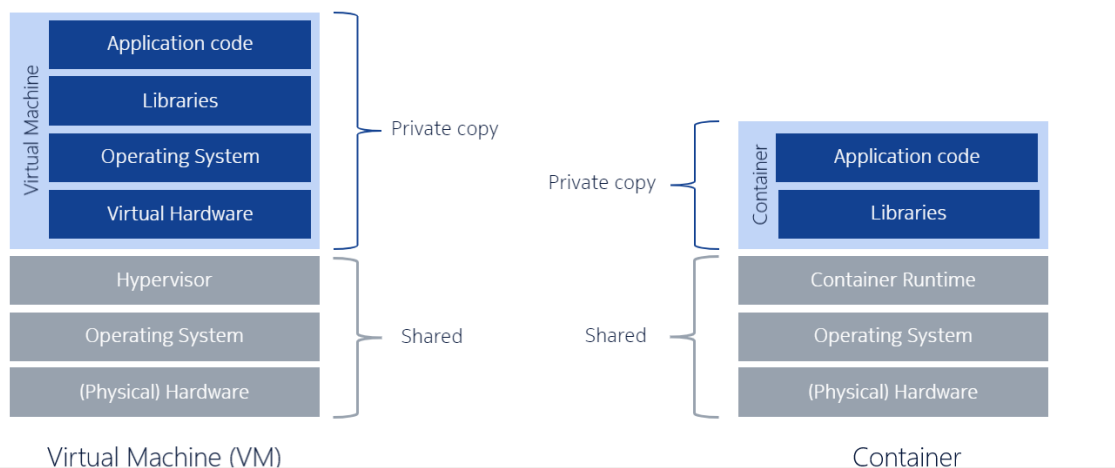 Virtual Machine
Application code
Libraries
Operating System
Virtual Hardware
Private copy
Hypervisor
Operating System
(Physical) Hardware
Shared
Virtual Machine (VM)
Private copy
Container
Application code
Libraries
Shared
Container Runtime
Operating System
(Physical) Hardware
Container